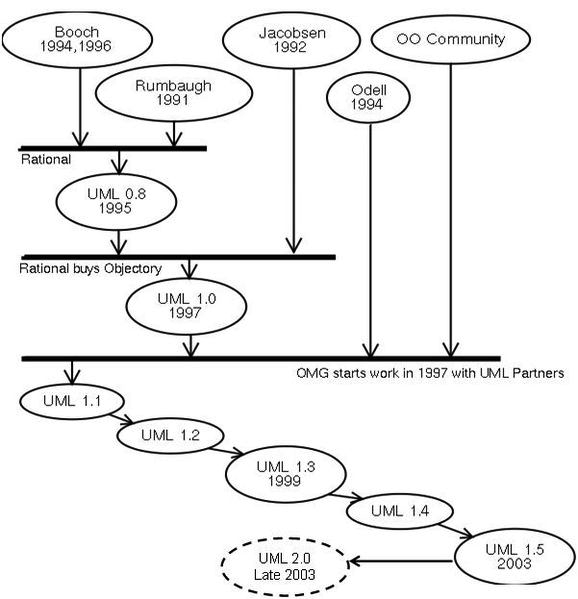 Booch
1994,1996
Jacobsen
1992
OO Community
Rumbaugh
1991
Odell
1994
Rational
UML 0.8
1995
Rational buys Objectory
UML 1.0
1997
OMG starts work in 1997 with UML Partners
UML 1.1
UML 1.2
UML 1.3
1999
UML 1.4
UML 1.5
2003
UML 2.0
Late 2003